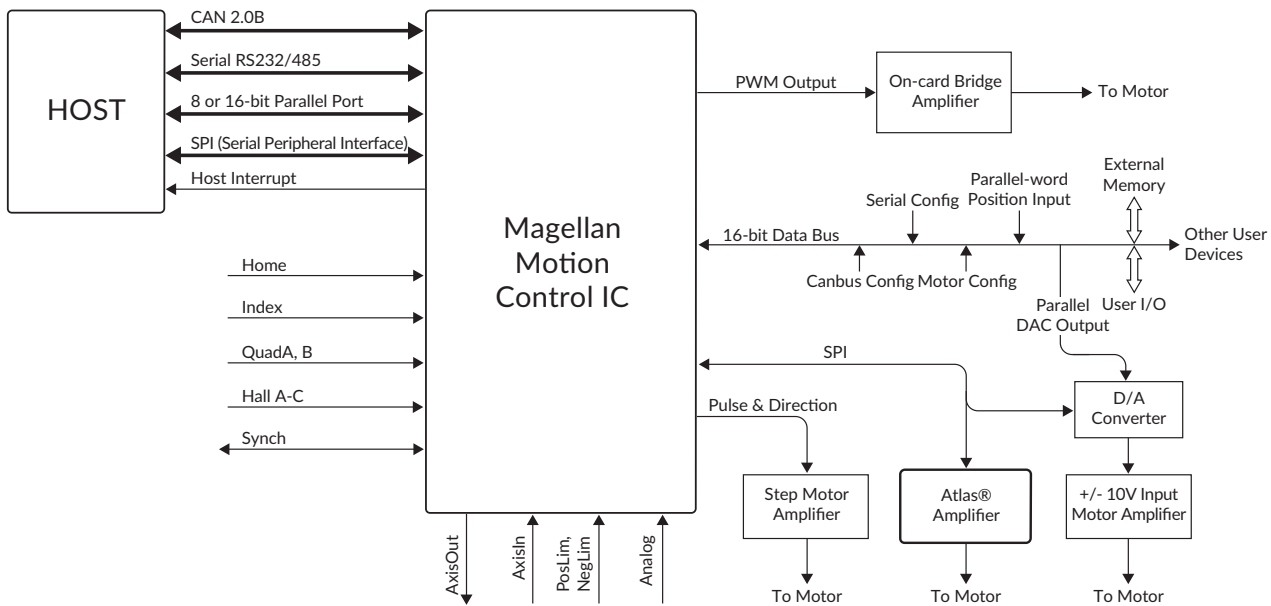 CAN 2.0B
Serial RS232/485
8 or 16-bit Parallel Port
SPI (Serial Peripheral Interface)
Host Interrupt
HOST
Home
Index
QuadA, B
Hall A-C
Synch
Magellan
Motion
Control IC
AxisOut
AxisIn
PosLim,
NegLim
Analog
PWM Output
On-card Bridge
Amplifier
To Motor
External
Memory
Parallel-word
Position Input
Serial Config
16-bit Data Bus
Other User
Devices
Canbus Config
Motor Config
User I/O
Parallel
DAC Output
SPI
D/A
Converter
Pulse & Direction
Step Motor
Amplifier
Atlas®
Amplifier
+/- 10V Input
Motor Amplifier
To Motor
To Motor
To Motor